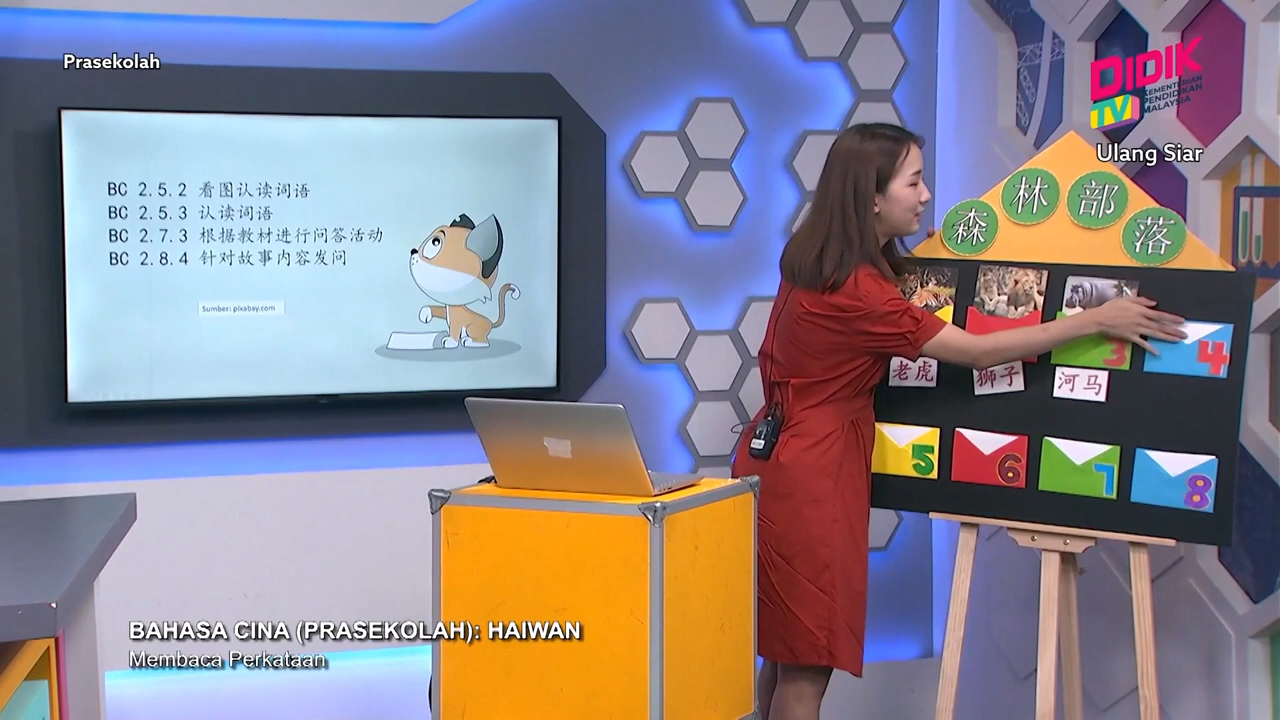 Prasekolah
DIDIK
TV
KEMENTERIAN
PENDIDIKAN
MALAYSIA
Ulang Siar
BC 2.5.2 看图认读词语
BC 2.5.3 认读词语
BC 2.7.3 根据教材进行问答活动
BC 2.8.4 针对故事内容发问
Sumber: pixabay.com
森林部落
3 4
老虎 狮子 河马
5 6 7 8
BAHASA CINA (PRASEKOLAH): HAIWAN
Membaca Perkataan